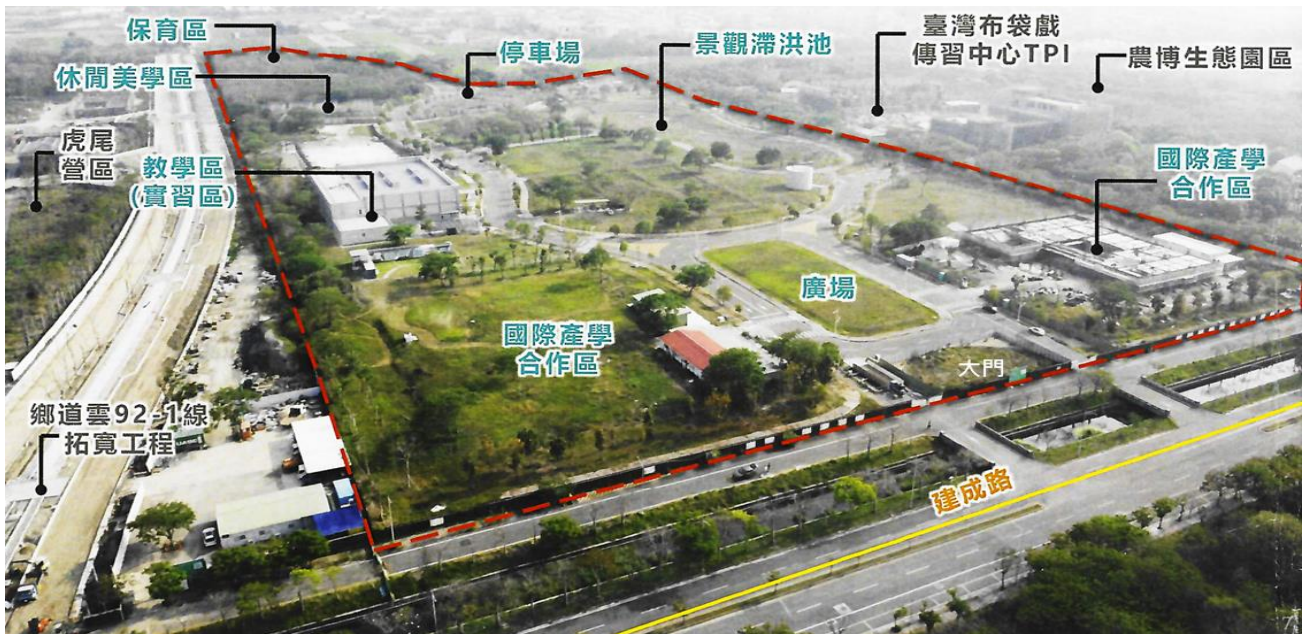 保育區
休閒美學區
停車場
景觀滯洪池
臺灣布袋戲
傳習中心TPI
農博生態園區
虎尾
營區
教學區
(實習區)
國際產學
合作區
廣場
國際產學
合作區
大門
鄉道雲92-1線
拓寬工程
建成路
7